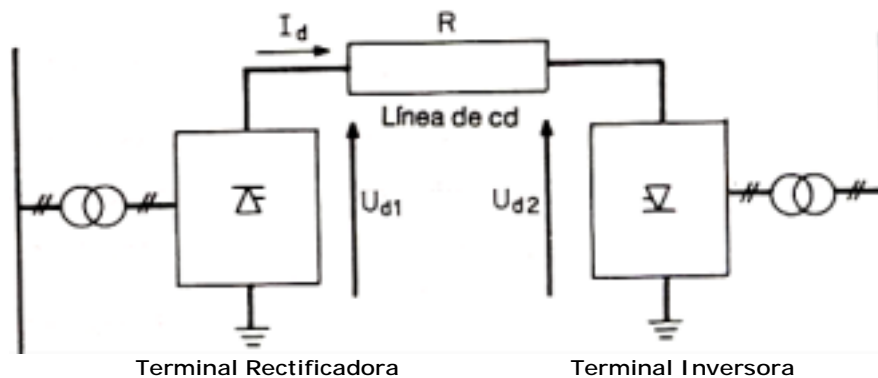 I_d
R
Línea de cd
U_d1
U_d2
Terminal Rectificadora
Terminal Inversora